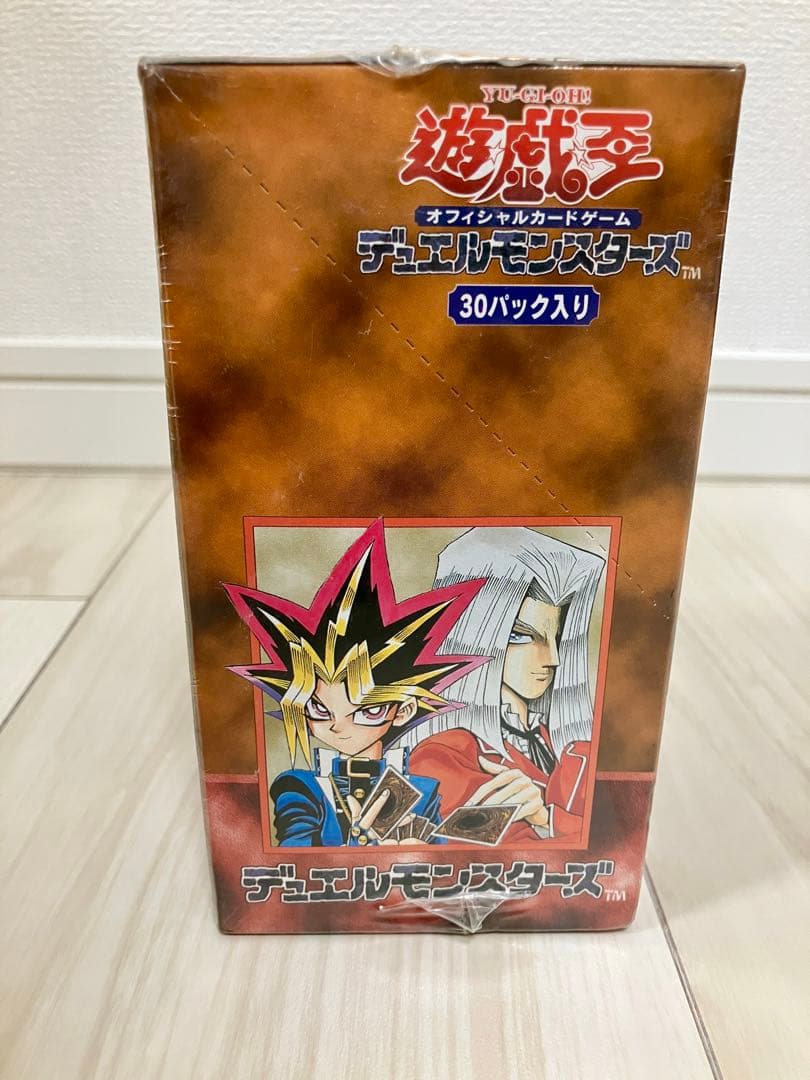 YU-GI-OH!
遊☆戯☆王
オフィシャルカードゲーム
デュエルモンスターズ™
30パック入り
デュエルモンスターズ™